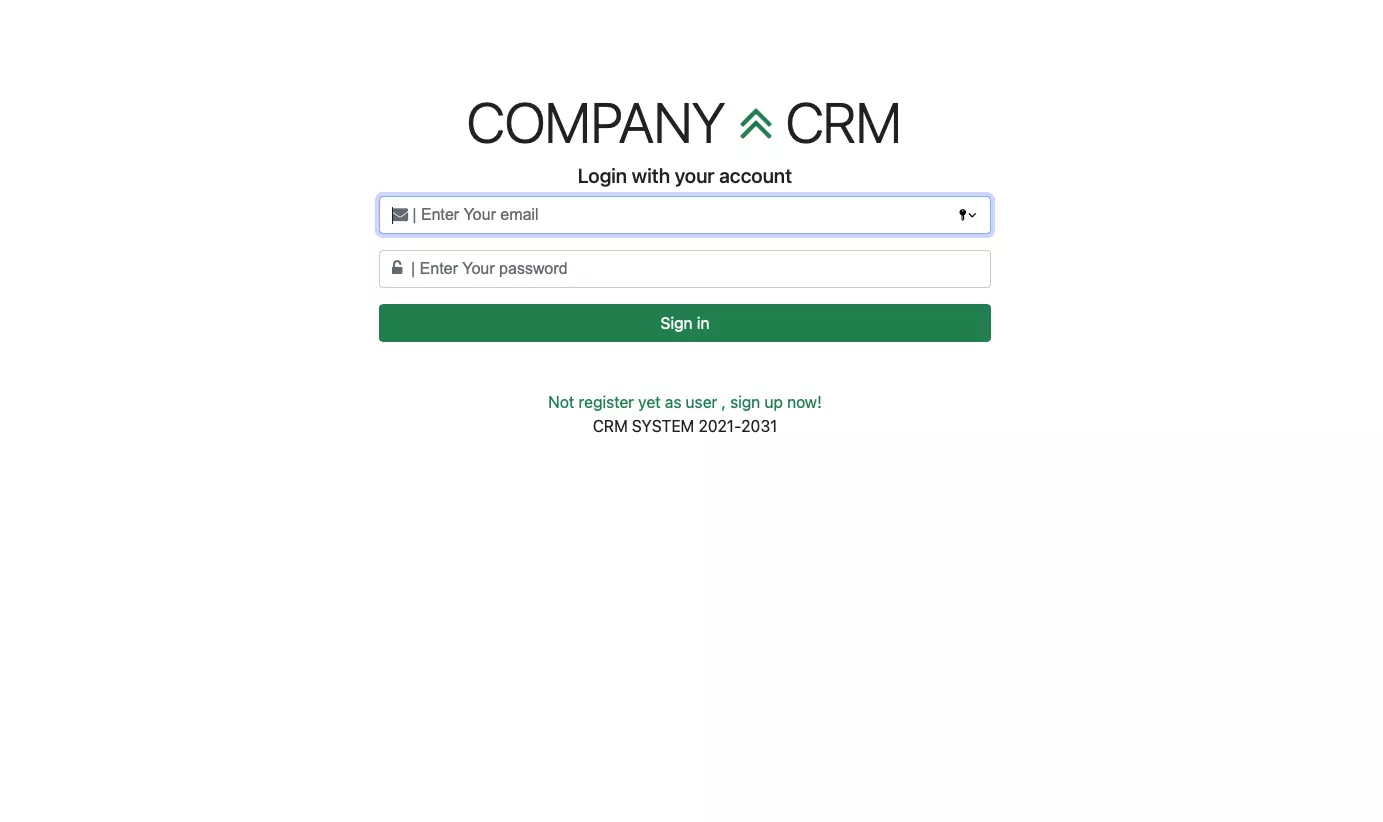 COMPANY CRM
Login with your account
| Enter Your email
| Enter Your password
Sign in
Not register yet as user , sign up now!
CRM SYSTEM 2021-2031